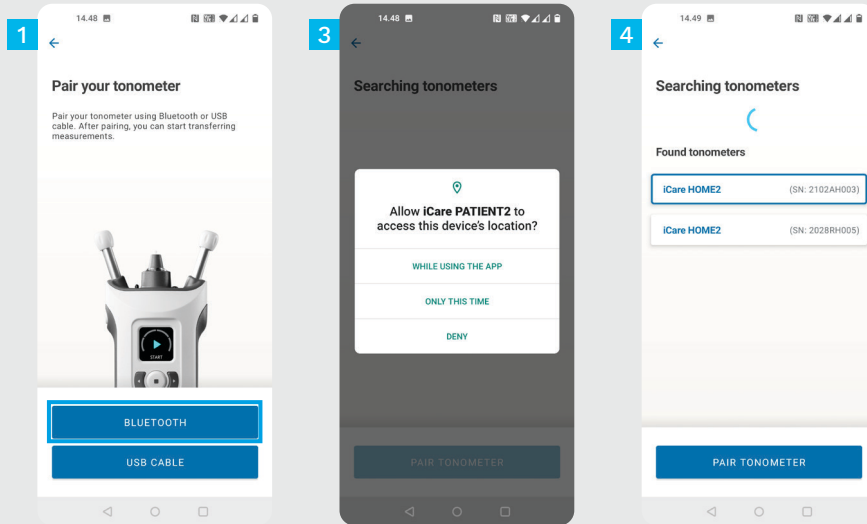 1
14.48
Pair your tonometer
Pair your tonometer using Bluetooth or USB
cable. After pairing, you can start transferring
measurements.
START
BLUETOOTH
USB CABLE
3
14.48
Searching tonometers
Allow iCare PATIENT2 to
access this device's location?
WHILE USING THE APP
ONLY THIS TIME
DENY
PAIR TONOMETER
4
14.49
Searching tonometers
Found tonometers
iCare HOME2 (SN: 2102AH003)
iCare HOME2 (SN: 2028RH005)
PAIR TONOMETER